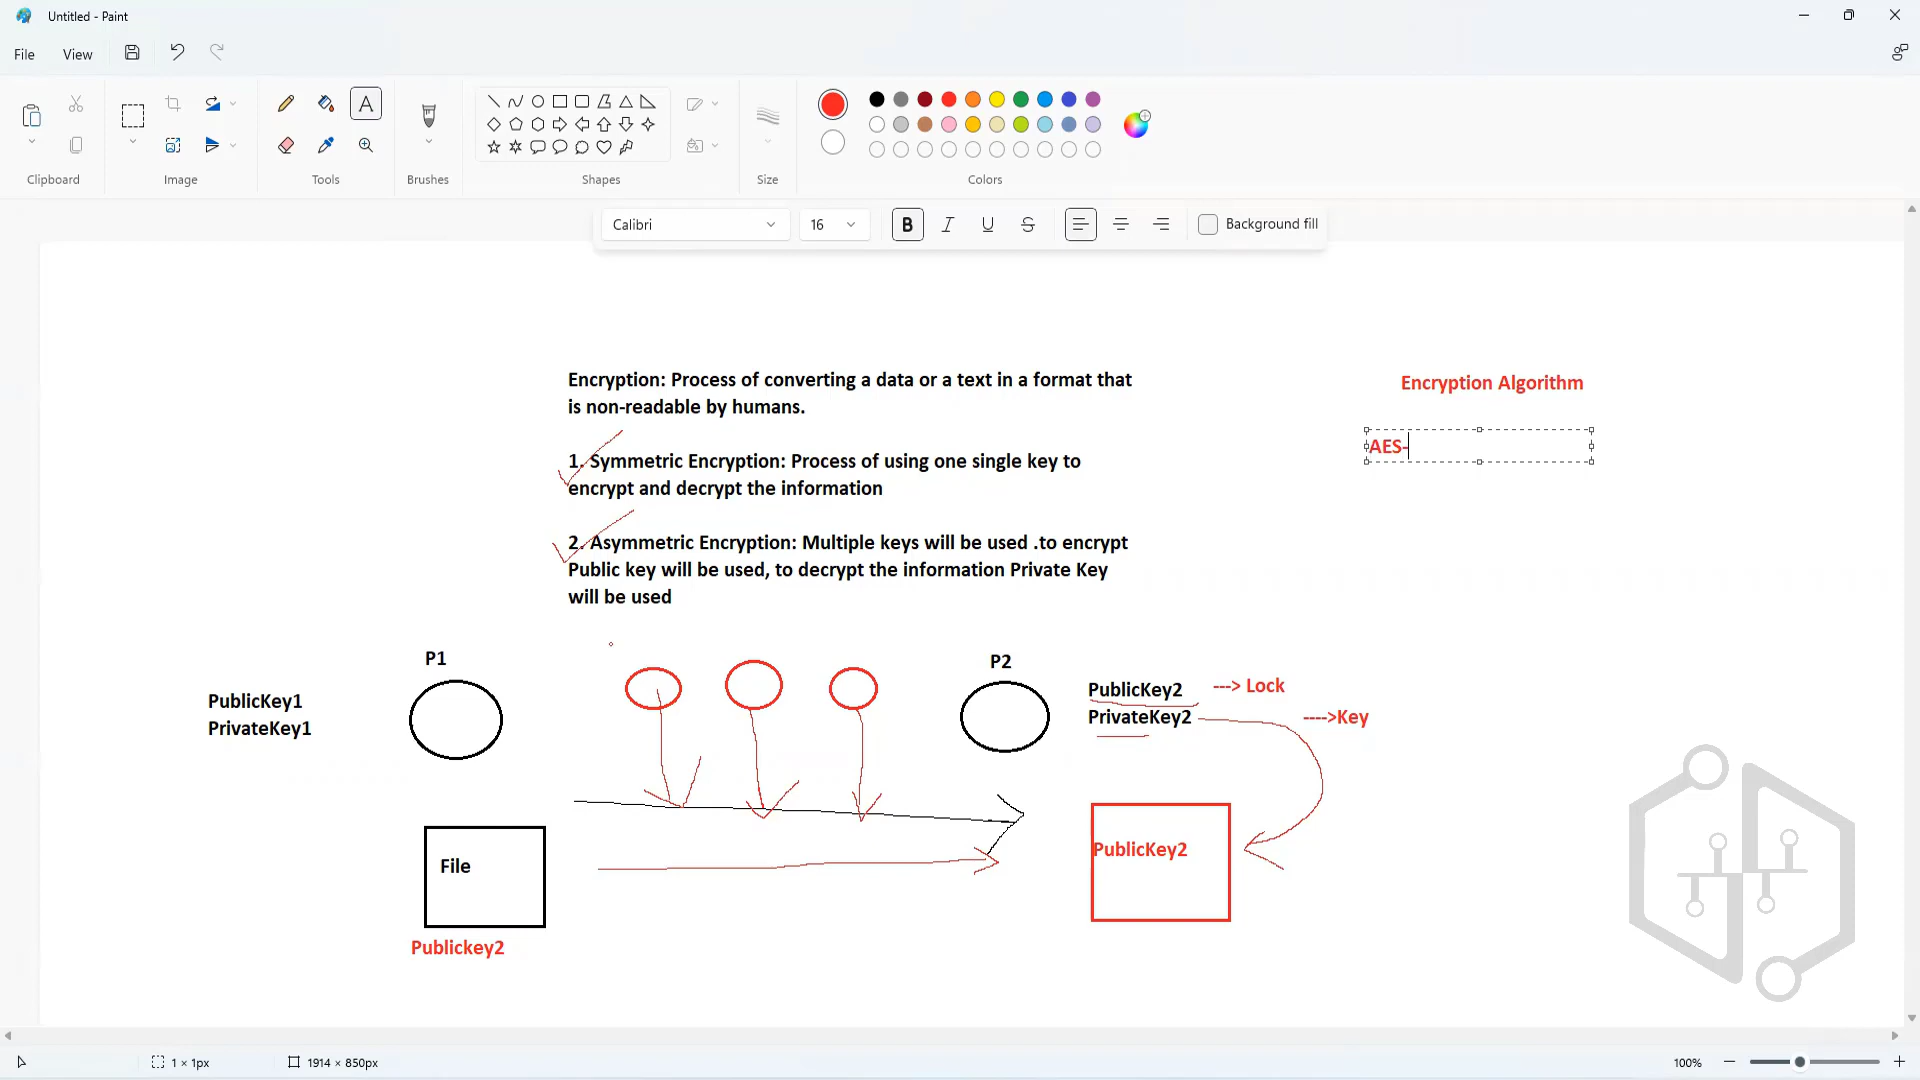 Untitled - Paint
File
View
Clipboard
Image
Tools
Brushes
Shapes
Size
Colors
Calibri
16
B
Background fill
Encryption: Process of converting a data or a text in a format that
is non-readable by humans.
1. Symmetric Encryption: Process of using one single key to
encrypt and decrypt the information
2. Asymmetric Encryption: Multiple keys will be used .to encrypt
Public key will be used, to decrypt the information Private Key
will be used
Encryption Algorithm
AES-
P1
P2
PublicKey1
PrivateKey1
PublicKey2
---> Lock
PrivateKey2
---->Key
File
PublicKey2
Publickey2
1 × 1px
1914 × 850px
100%